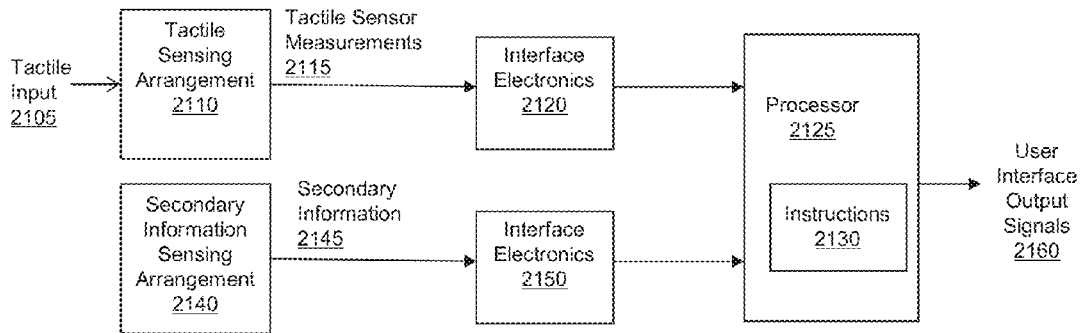 Tactile
Input
2105
Tactile
Sensing
Arrangement
2110
Tactile Sensor
Measurements
2115
Interface
Electronics
2120
Processor
2125
Instructions
2130
User
Interface
Output
Signals
2160
Secondary
Information
Sensing
Arrangement
2140
Secondary
Information
2145
Interface
Electronics
2150